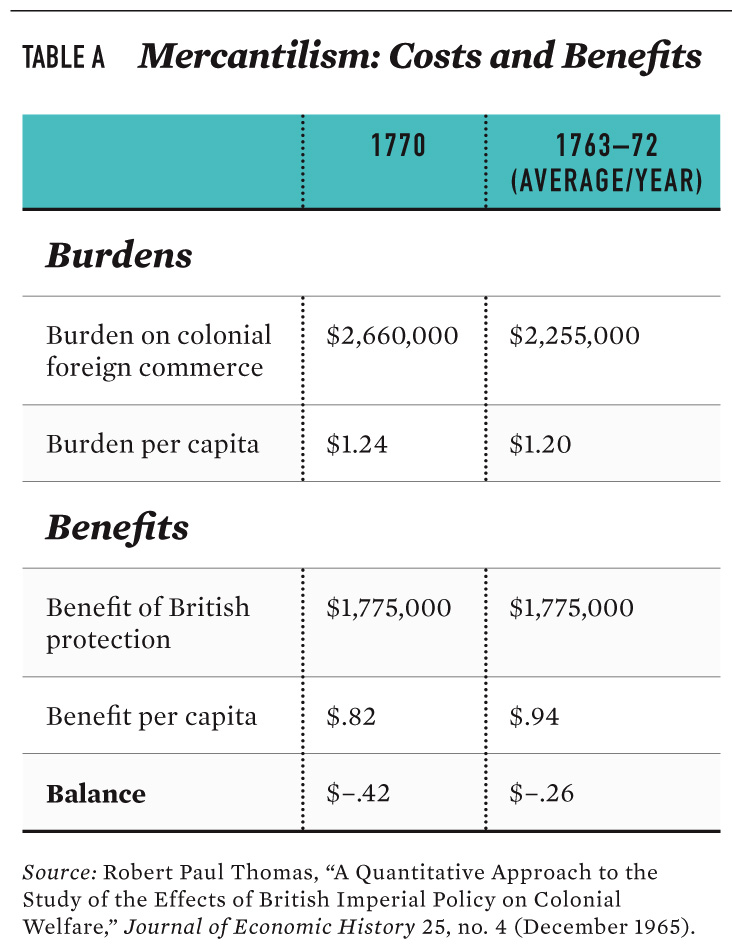 TABLE A Mercantilism: Costs and Benefits
1770 1763–72
(AVERAGE/YEAR)
Burdens
Burden on colonial $2,660,000 $2,255,000
foreign commerce
Burden per capita $1.24 $1.20
Benefits
Benefit of British $1,775,000 $1,775,000
protection
Benefit per capita $.82 $.94
Balance $–.42 $–.26
Source: Robert Paul Thomas, “A Quantitative Approach to the
Study of the Effects of British Imperial Policy on Colonial
Welfare,” Journal of Economic History 25, no. 4 (December 1965).